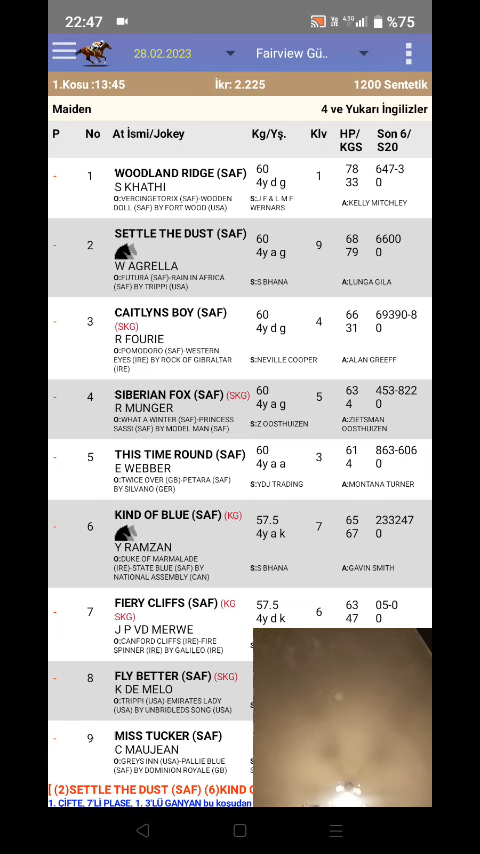 22:47 4.5G %75
28.02.2023 Fairview Gü..
1.Kosu :13:45 İkr: 2.225 1200 Sentetik
Maiden 4 ve Yukarı İngilizler
P No At İsmi/Jokey Kg/Yş. Klv HP/ KGS Son 6/ S20
- 1 WOODLAND RIDGE (SAF) 60 1 78 647-3
S KHATHI 4y d g 33 0
O:VERCINGETORIX (SAF)-WOODEN S:J F & L M F A:KELLY MITCHLEY
DOLL (SAF) BY FORT WOOD (USA) WERNARS
- 2 SETTLE THE DUST (SAF) 60 9 68 6600
4y a g 79 0
W AGRELLA
O:FUTURA (SAF)-RAIN IN AFRICA S:S BHANA A:LUNGA GILA
(SAF) BY TRIPPI (USA)
- 3 CAITLYNS BOY (SAF) 60 4 66 69390-8
(SKG) 4y d g 31 0
R FOURIE
O:POMODORO (SAF)-WESTERN
EYES (IRE) BY ROCK OF GIBRALTAR S:NEVILLE COOPER A:ALAN GREEFF
(IRE)
- 4 SIBERIAN FOX (SAF) (SKG) 60 5 63 453-822
R MUNGER 4y a g 4 0
O:WHAT A WINTER (SAF)-PRINCESS S:Z OOSTHUIZEN A:ZIETSMAN
SASSI (SAF) BY MODEL MAN (SAF) OOSTHUIZEN
- 5 THIS TIME ROUND (SAF) 60 3 61 863-606
E WEBBER 4y a a 4 0
O:TWICE OVER (GB)-PETARA (SAF) S:YDJ TRADING A:MONTANA TURNER
BY SILVANO (GER)
- 6 KIND OF BLUE (SAF) (KG) 57.5 7 65 233247
4y a k 67 0
Y RAMZAN
O:DUKE OF MARMALADE
(IRE)-STATE BLUE (SAF) BY S:S BHANA A:GAVIN SMITH
NATIONAL ASSEMBLY (CAN)
- 7 FIERY CLIFFS (SAF) (KG 57.5 6 63 05-0
SKG) 4y d k 47 0
J P VD MERWE
O:CANFORD CLIFFS (IRE)-FIRE
SPINNER (IRE) BY GALILEO (IRE)
- 8 FLY BETTER (SAF) (SKG)
K DE MELO
O:TRIPPI (USA)-EMIRATES LADY
(USA) BY UNBRIDLEDS SONG (USA)
- 9 MISS TUCKER (SAF)
C MAUJEAN
O:GREYS INN (USA)-PALLIE BLUE
(SAF) BY DOMINION ROYALE (GB)
[ (2)SETTLE THE DUST (SAF) (6)KIND
1. ÇİFTE, 7'Lİ PLASE, 1. 3'LÜ GANYAN bu koşudan